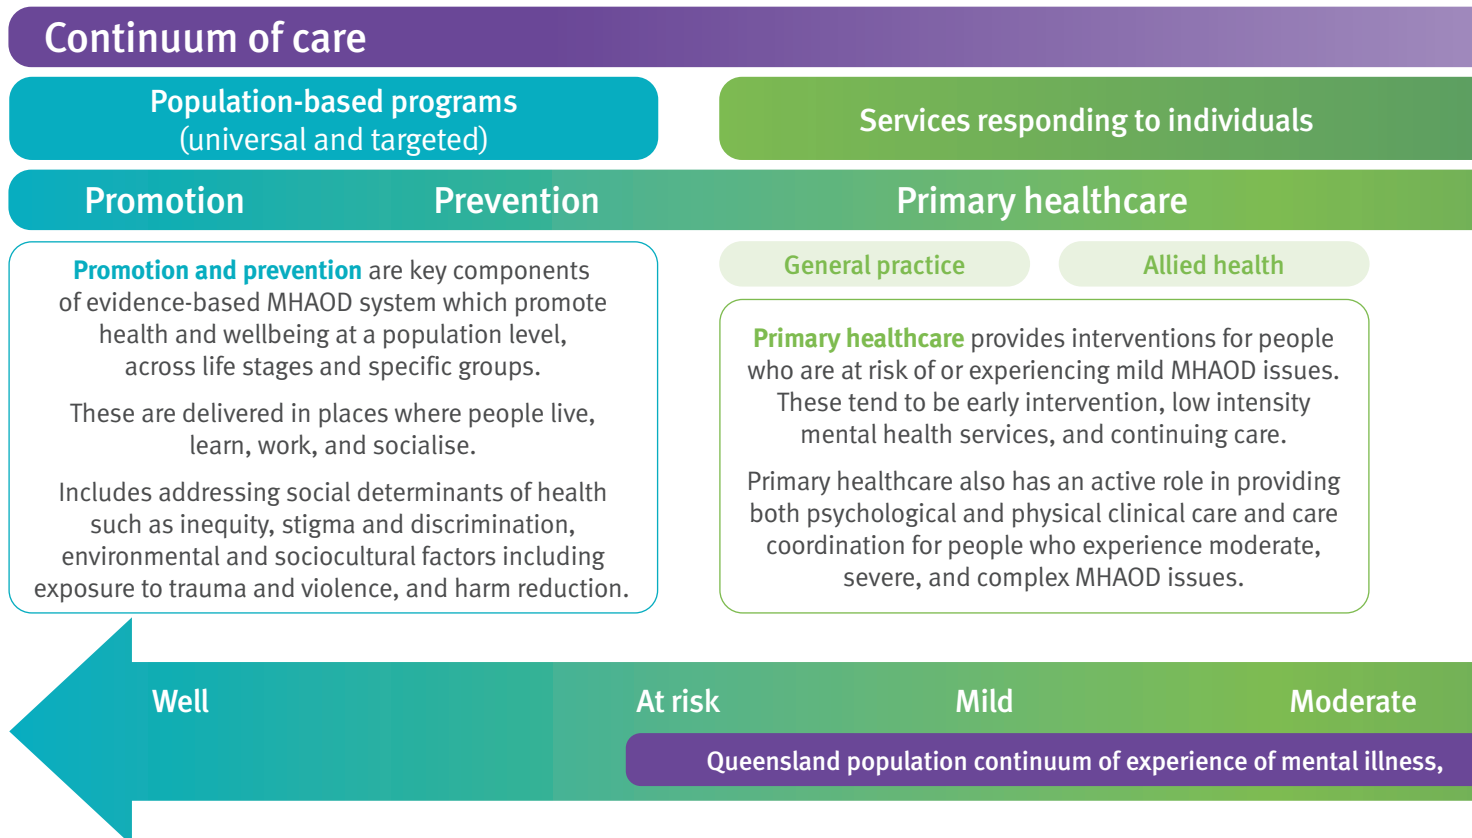 Continuum of care
Population-based programs
(universal and targeted)
Services responding to individuals
Promotion
Prevention
Primary healthcare
Promotion and prevention are key components
of evidence-based MHAOD system which promote
health and wellbeing at a population level,
across life stages and specific groups.
These are delivered in places where people live,
learn, work, and socialise.
Includes addressing social determinants of health
such as inequity, stigma and discrimination,
environmental and sociocultural factors including
exposure to trauma and violence, and harm reduction.
General practice
Allied health
Primary healthcare provides interventions for people
who are at risk of or experiencing mild MHAOD issues.
These tend to be early intervention, low intensity
mental health services, and continuing care.
Primary healthcare also has an active role in providing
both psychological and physical clinical care and care
coordination for people who experience moderate,
severe, and complex MHAOD issues.
Well
At risk
Mild
Moderate
Queensland population continuum of experience of mental illness,